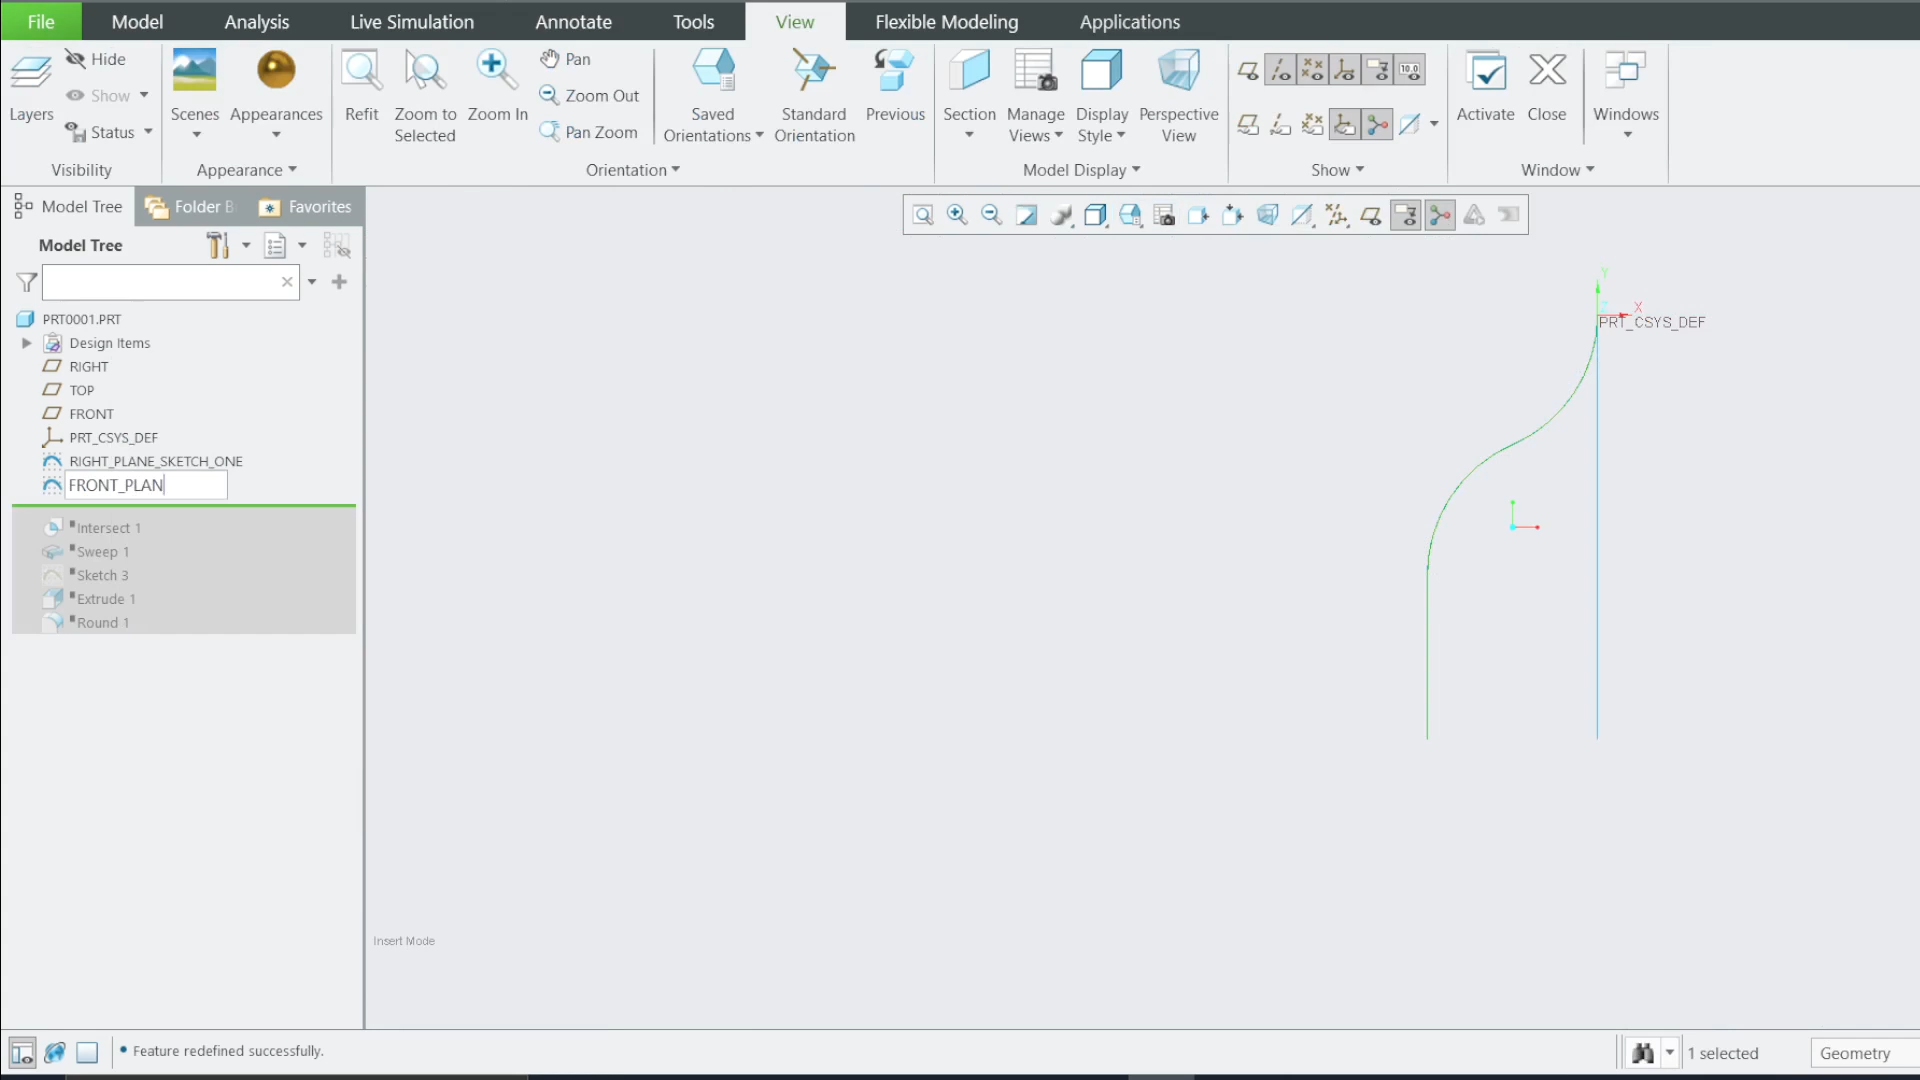 File Model Analysis Live Simulation Annotate Tools View Flexible Modeling Applications
Layers
Hide
Show
Status
Visibility
Scenes
Appearances
Appearance
Refit
Zoom to
Selected
Zoom In
Pan
Zoom Out
Pan Zoom
Saved
Orientations
Standard
Orientation
Previous
Orientation
Section
Manage
Views
Display
Style
Perspective
View
Model Display
10.0
Show
Activate
Close
Windows
Window
Model Tree Folder B Favorites
Model Tree
PRT0001.PRT
Design Items
RIGHT
TOP
FRONT
PRT_CSYS_DEF
RIGHT_PLANE_SKETCH_ONE
FRONT_PLAN
Intersect 1
Sweep 1
Sketch 3
Extrude 1
Round 1
Y
X
Z
PRT_CSYS_DEF
Insert Mode
Feature redefined successfully.
1 selected
Geometry